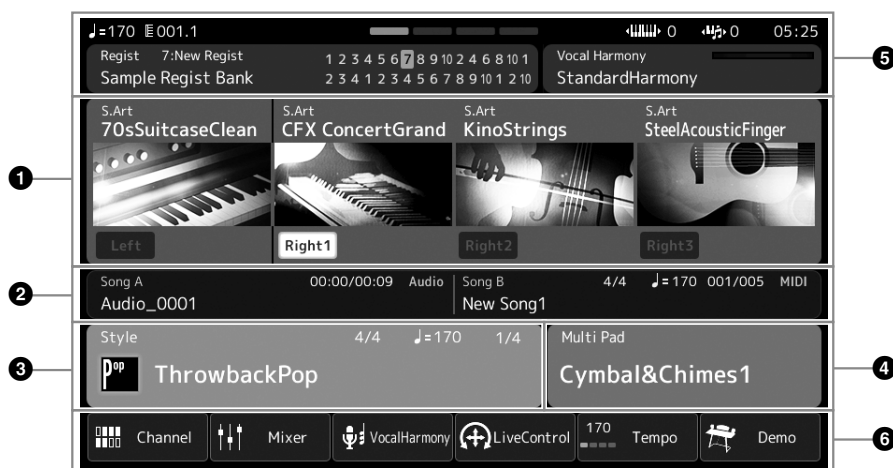 ♩=170 001.1 0 0 05:25
Regist 7:New Regist
Sample Regist Bank
1 2 3 4 5 6 7 8 9 10 2 4 6 8 10 1
2 3 4 1 2 3 4 5 6 7 8 9 10 1 2 10
Vocal Harmony
StandardHarmony
5
S.Art
70sSuitcaseClean
Left
S.Art
CFX ConcertGrand
Right1
S.Art
KinoStrings
Right2
S.Art
SteelAcousticFinger
Right3
1
2
Song A 00:00/00:09 Audio
Audio_0001
Song B 4/4 ♩=170 001/005 MIDI
New Song1
3
Style 4/4 ♩=170 1/4
Pop
ThrowbackPop
Multi Pad
Cymbal&Chimes1
4
Channel
Mixer
VocalHarmony
LiveControl
170
Tempo
Demo
6